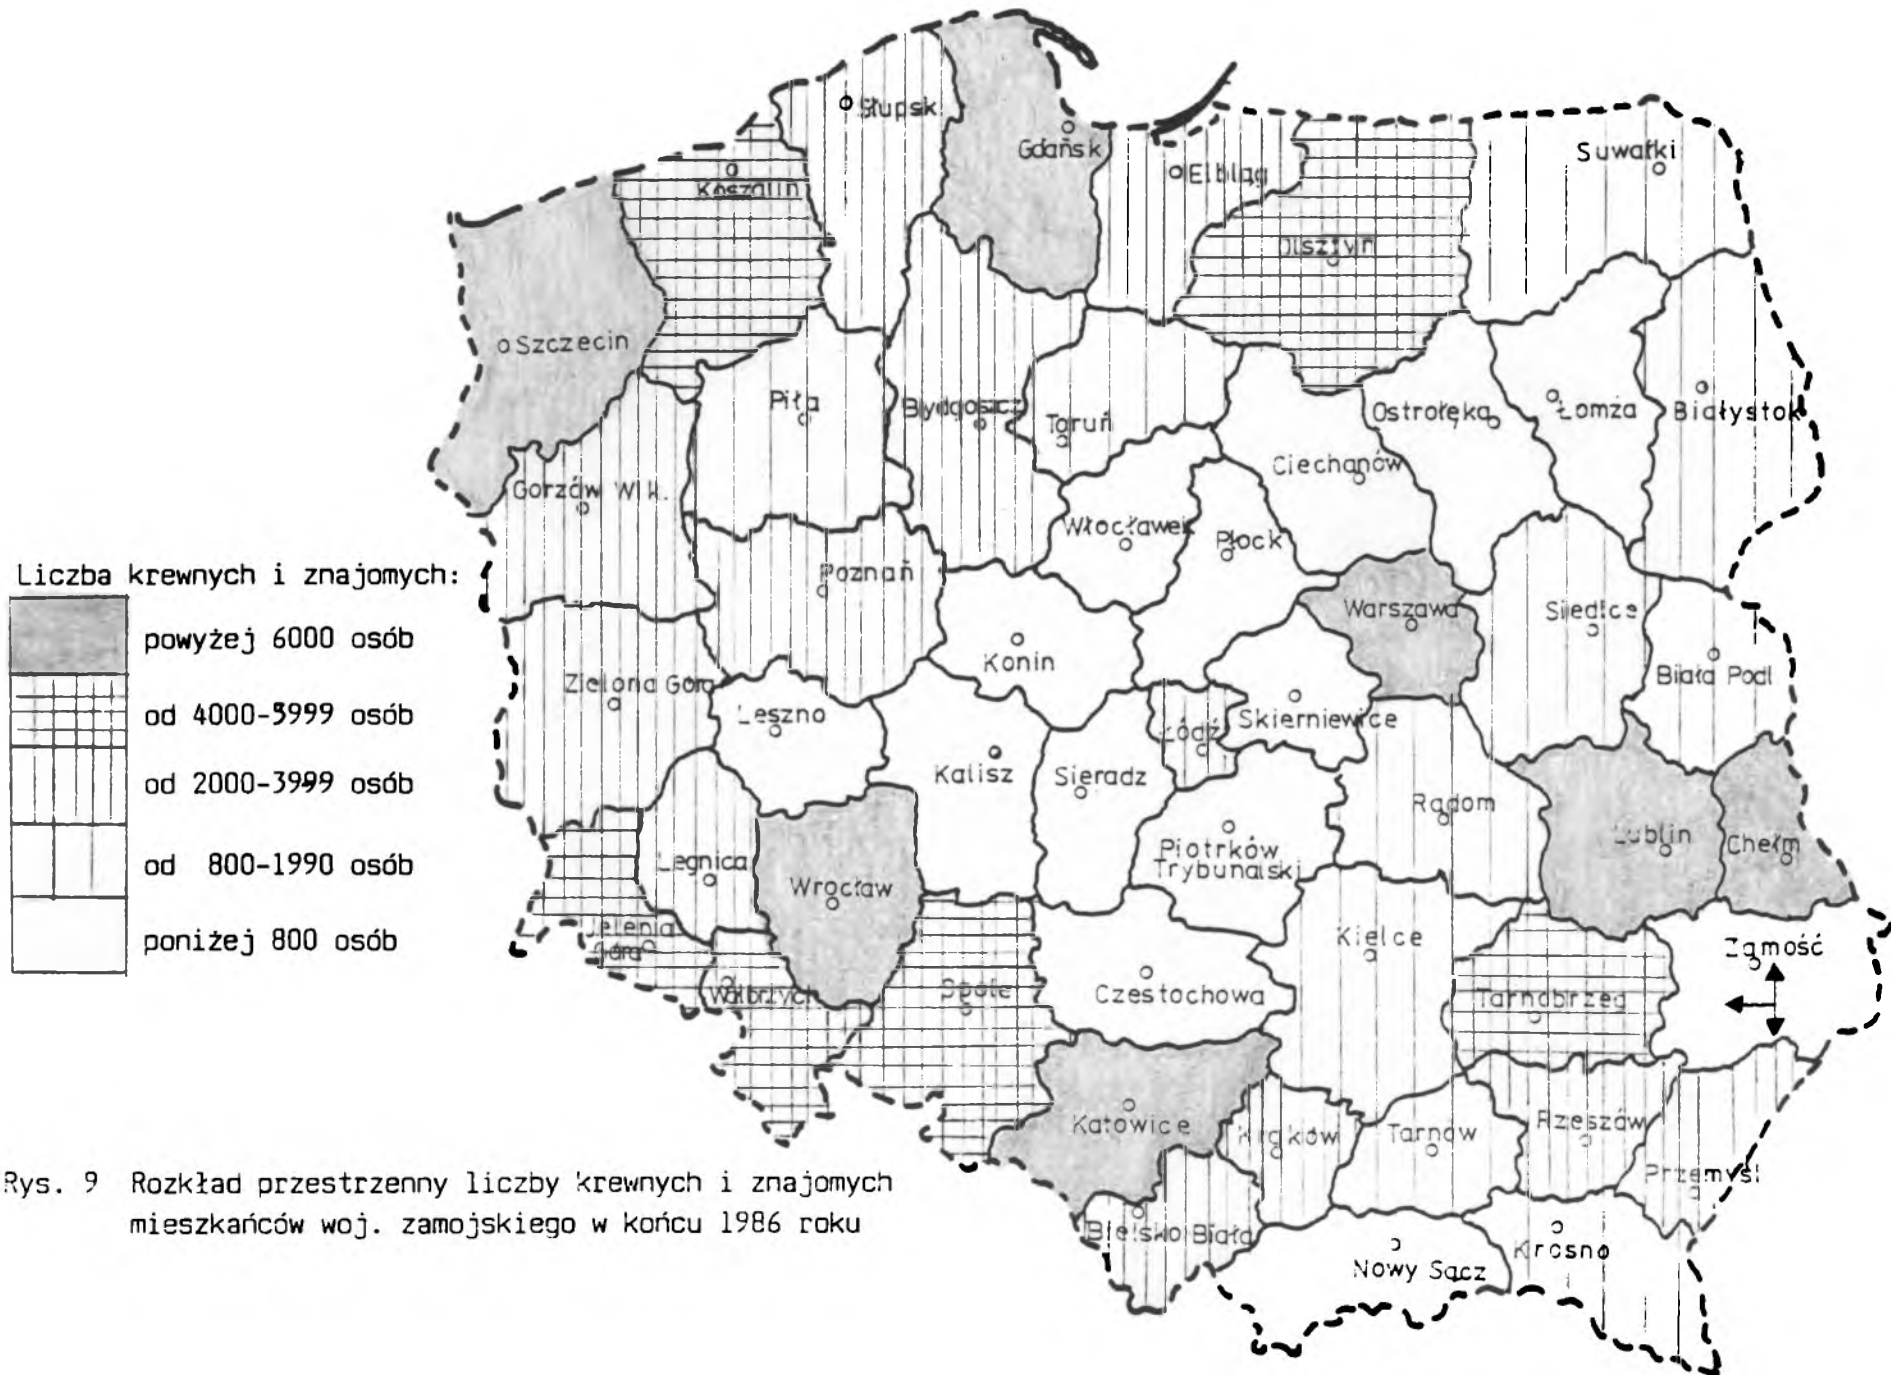 Słupsk
Gdańsk
Elbląg
Suwałki
Koszalin
Olsztyn
Szczecin
Piła
Bydgoszcz
Toruń
Ostrołęka
Łomża
Białystok
Ciechanów
Gorzów Wlk.
Włocławek
Płock
Liczba krewnych i znajomych:
powyżej 6000 osób
od 4000-5999 osób
od 2000-3999 osób
od 800-1990 osób
poniżej 800 osób
Poznań
Warszawa
Siedlce
Konin
Biała Podl
Zielona Góra
Leszno
Łódź
Skierniewice
Kalisz
Sieradz
Radom
Lublin
Chełm
Legnica
Wrocław
Piotrków
Trybunalski
Jelenia
Góra
Kielce
Zamość
Wałbrzych
Opole
Częstochowa
Tarnobrzeg
Katowice
Kraków
Tarnów
Rzeszów
Przemyśl
Bielsko Biała
Nowy Sącz
Krosno
Rys. 9 Rozkład przestrzenny liczby krewnych i znajomych
mieszkańców woj. zamojskiego w końcu 1986 roku